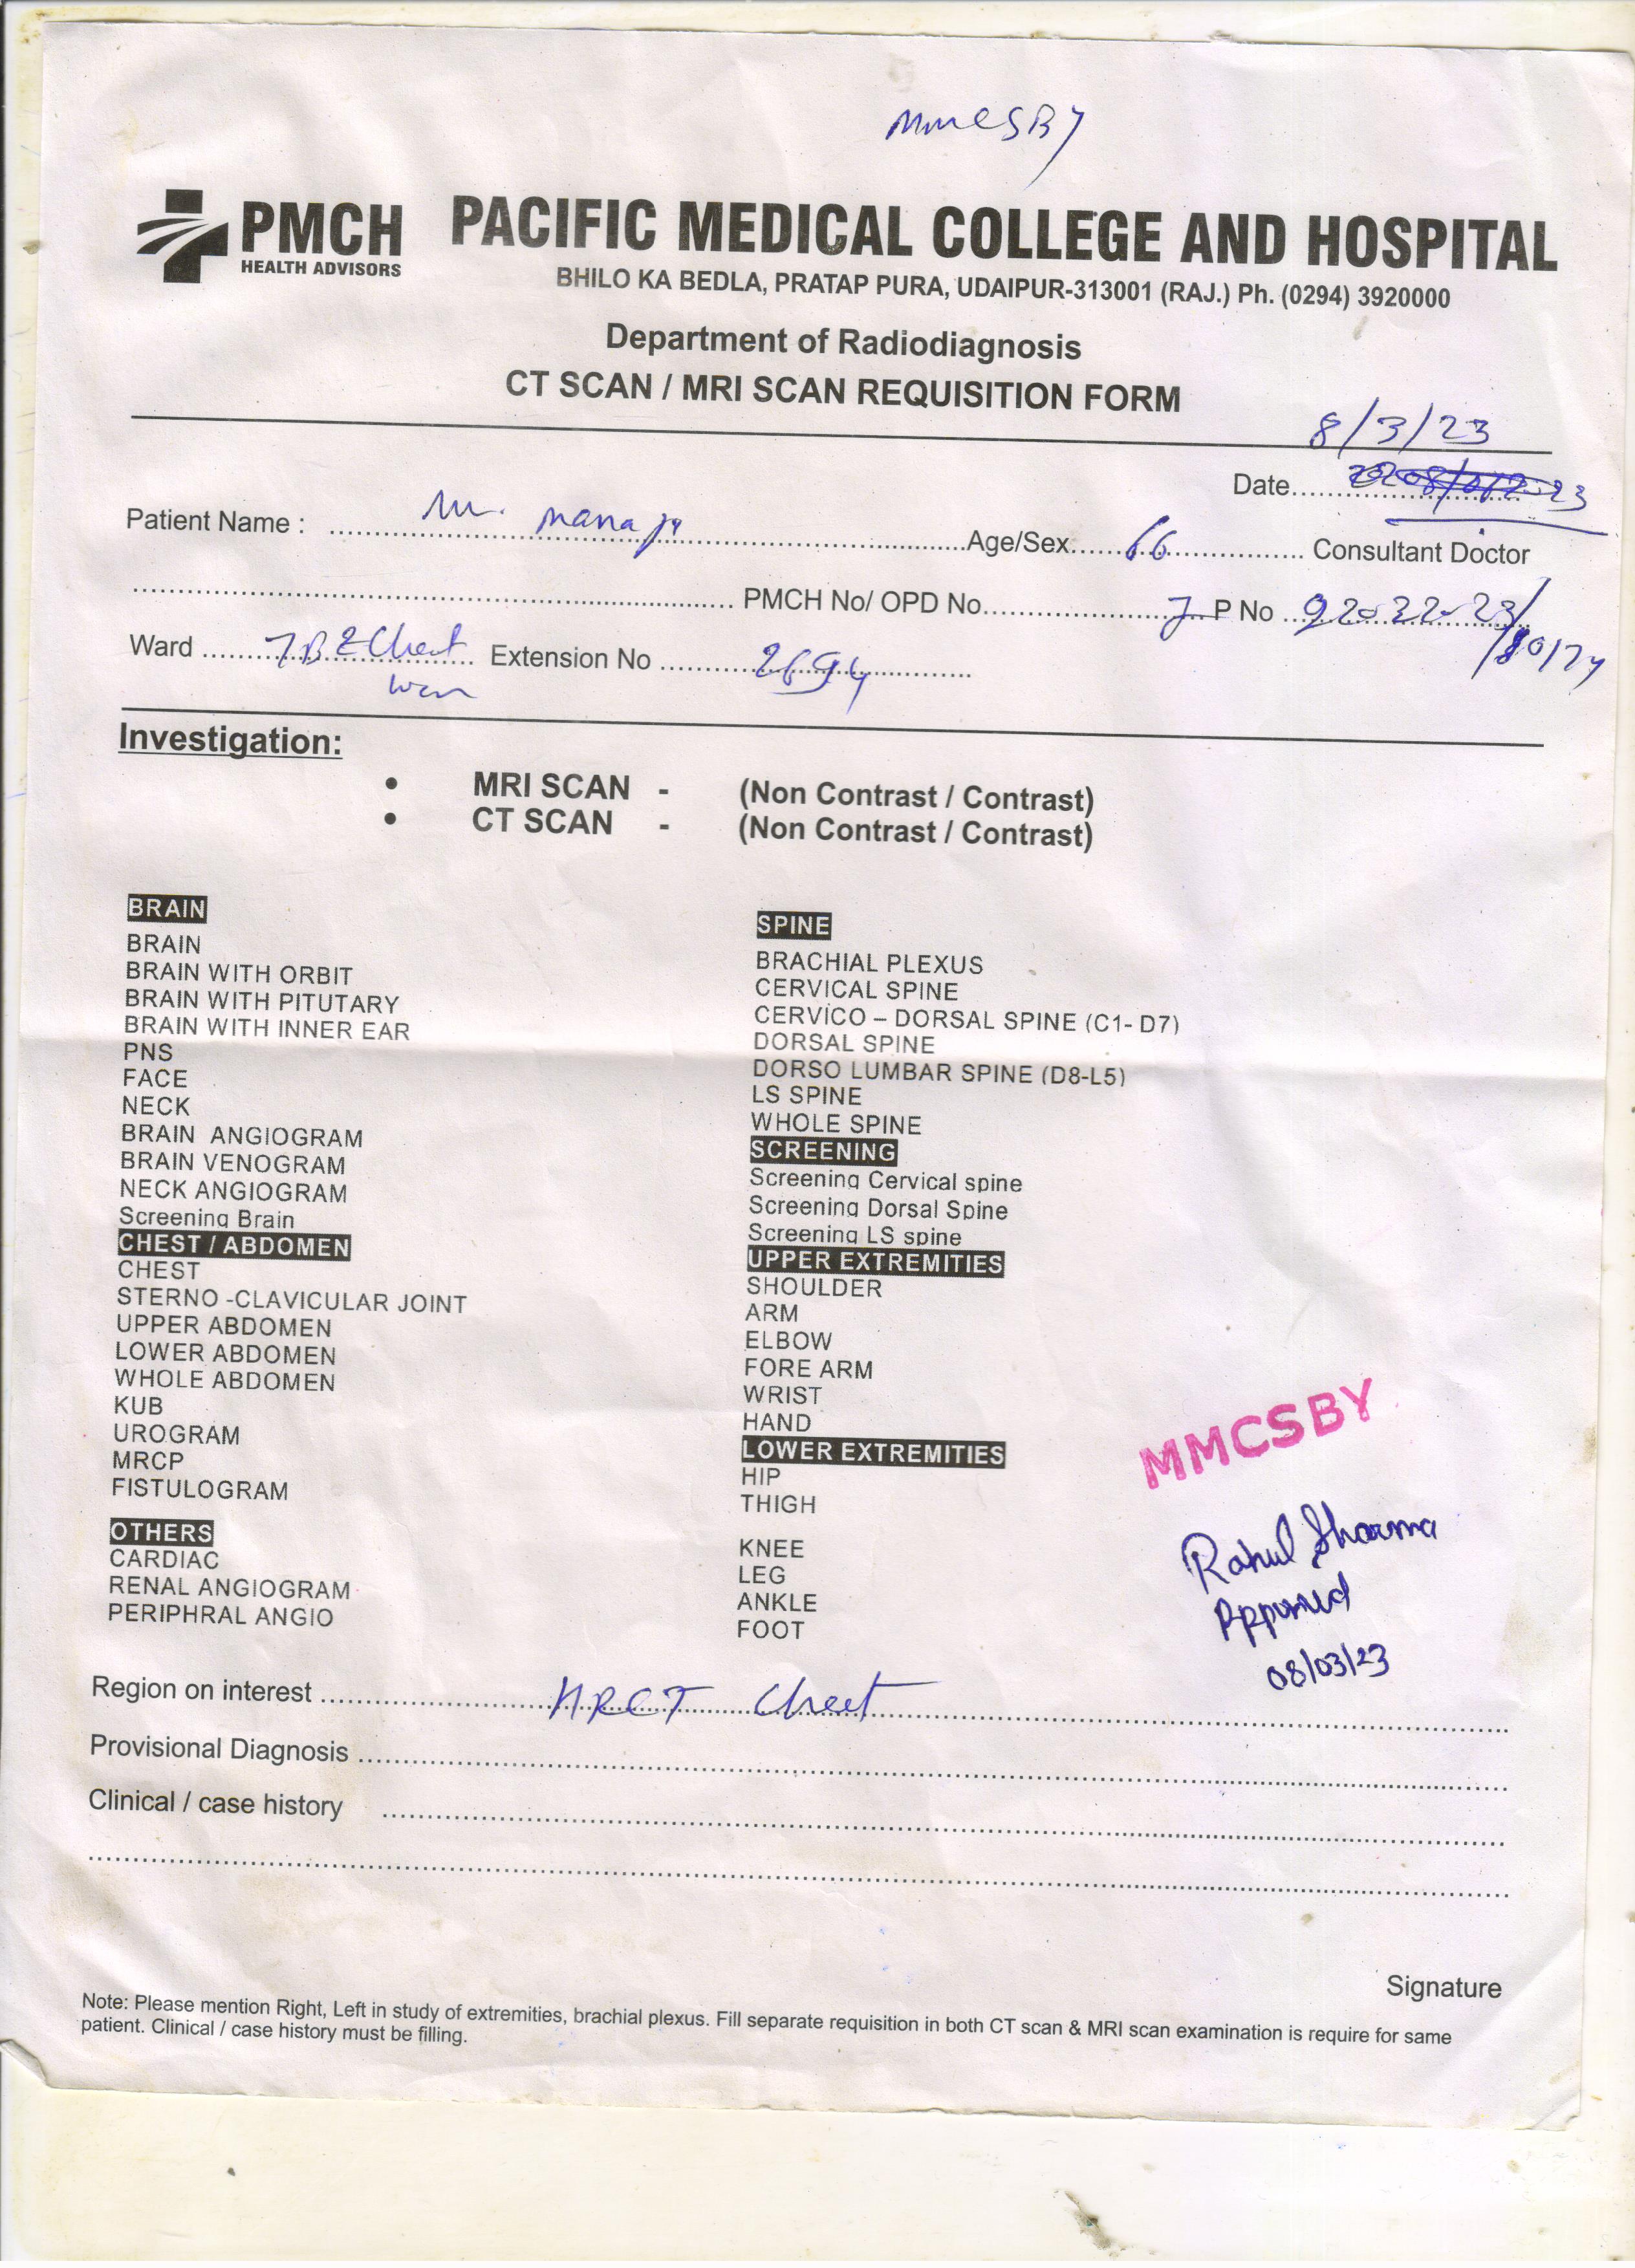 MMCSBY
PMCH
HEALTH ADVISORS
PACIFIC MEDICAL COLLEGE AND HOSPITAL
BHILO KA BEDLA, PRATAP PURA, UDAIPUR-313001 (RAJ.) Ph. (0294) 3920000
Department of Radiodiagnosis
CT SCAN / MRI SCAN REQUISITION FORM
8/3/23
Date
Patient Name : Mr. Age/Sex 66 Consultant Doctor
PMCH No/ OPD No. P No
Ward TB & Chest Extension No 2694
Investigation:
• MRI SCAN - (Non Contrast / Contrast)
• CT SCAN - (Non Contrast / Contrast)
BRAIN
BRAIN
BRAIN WITH ORBIT
BRAIN WITH PITUTARY
BRAIN WITH INNER EAR
PNS
FACE
NECK
BRAIN ANGIOGRAM
BRAIN VENOGRAM
NECK ANGIOGRAM
Screening Brain
CHEST / ABDOMEN
CHEST
STERNO -CLAVICULAR JOINT
UPPER ABDOMEN
LOWER ABDOMEN
WHOLE ABDOMEN
KUB
UROGRAM
MRCP
FISTULOGRAM
OTHERS
CARDIAC
RENAL ANGIOGRAM
PERIPHRAL ANGIO
SPINE
BRACHIAL PLEXUS
CERVICAL SPINE
CERVICO – DORSAL SPINE (C1- D7)
DORSAL SPINE
DORSO LUMBAR SPINE (D8-L5)
LS SPINE
WHOLE SPINE
SCREENING
Screening Cervical spine
Screening Dorsal Spine
Screening LS spine
UPPER EXTREMITIES
SHOULDER
ARM
ELBOW
FORE ARM
WRIST
HAND
LOWER EXTREMITIES
HIP
THIGH
KNEE
LEG
ANKLE
FOOT
MMCSBY
Rahul Sharma
Approved
08/03/23
Region on interest HRCT Chest
Provisional Diagnosis
Clinical / case history
Signature
Note: Please mention Right, Left in study of extremities, brachial plexus. Fill separate requisition in both CT scan & MRI scan examination is require for same
patient. Clinical / case history must be filling.